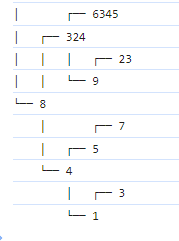 │       ┌── 6345
│   ┌── 324
│   │   │   ┌── 23
│   │   └── 9
└── 8
    │       ┌── 7
    │   ┌── 5
    └── 4
        │   ┌── 3
        └── 1